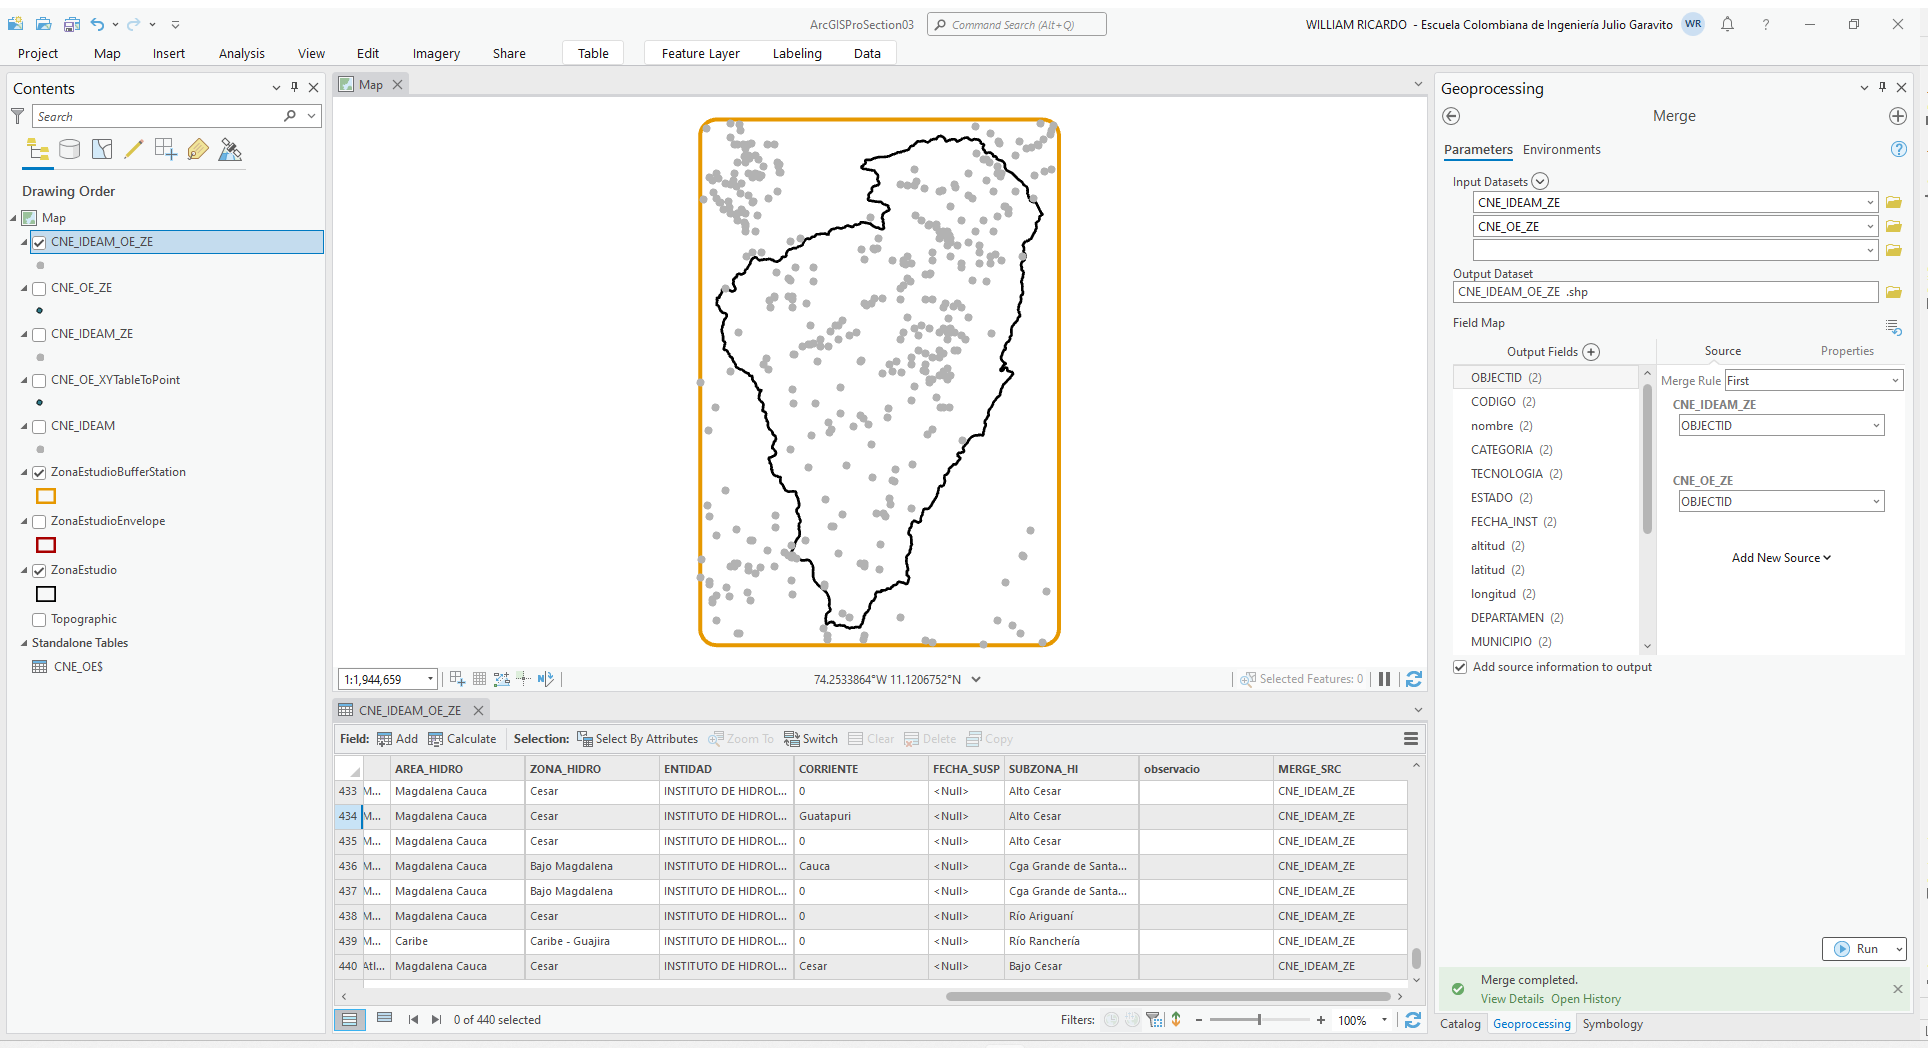 ArcGISProSection03
Command Search (Alt+Q)
WILLIAM RICARDO - Escuela Colombiana de Ingeniería Julio Garavito
WR
?
Project
Map
Insert
Analysis
View
Edit
Imagery
Share
Table
Feature Layer
Labeling
Data
Contents
Search
Drawing Order
Map
CNE_IDEAM_OE_ZE
CNE_OE_ZE
CNE_IDEAM_ZE
CNE_OE_XYTableToPoint
CNE_IDEAM
ZonaEstudioBufferStation
ZonaEstudioEnvelope
ZonaEstudio
Topographic
Standalone Tables
CNE_OE$
Map
1:1,944,659
74.2533864°W 11.1206752°N
Selected Features: 0
CNE_IDEAM_OE_ZE
Field: Add Calculate Selection: Select By Attributes Zoom To Switch Clear Delete Copy
AREA_HIDRO ZONA_HIDRO ENTIDAD CORRIENTE FECHA_SUSP SUBZONA_HI observacio MERGE_SRC
433 M... Magdalena Cauca Cesar INSTITUTO DE HIDROL... 0 <Null> Alto Cesar CNE_IDEAM_ZE
434 M... Magdalena Cauca Cesar INSTITUTO DE HIDROL... Guatapuri <Null> Alto Cesar CNE_IDEAM_ZE
435 M... Magdalena Cauca Cesar INSTITUTO DE HIDROL... 0 <Null> Alto Cesar CNE_IDEAM_ZE
436 M... Magdalena Cauca Bajo Magdalena INSTITUTO DE HIDROL... Cauca <Null> Cga Grande de Santa... CNE_IDEAM_ZE
437 M... Magdalena Cauca Bajo Magdalena INSTITUTO DE HIDROL... 0 <Null> Cga Grande de Santa... CNE_IDEAM_ZE
438 M... Magdalena Cauca Cesar INSTITUTO DE HIDROL... 0 <Null> Río Ariguaní CNE_IDEAM_ZE
439 M... Caribe Caribe - Guajira INSTITUTO DE HIDROL... 0 <Null> Río Ranchería CNE_IDEAM_ZE
440 Atl... Magdalena Cauca Cesar INSTITUTO DE HIDROL... Cesar <Null> Bajo Cesar CNE_IDEAM_ZE
0 of 440 selected
Filters:
100%
Geoprocessing
Merge
Parameters Environments
?
Input Datasets
CNE_IDEAM_ZE
CNE_OE_ZE
Output Dataset
CNE_IDEAM_OE_ZE .shp
Field Map
Output Fields
OBJECTID (2)
CODIGO (2)
nombre (2)
CATEGORIA (2)
TECNOLOGIA (2)
ESTADO (2)
FECHA_INST (2)
altitud (2)
latitud (2)
longitud (2)
DEPARTAMEN (2)
MUNICIPIO (2)
Source Properties
Merge Rule First
CNE_IDEAM_ZE
OBJECTID
CNE_OE_ZE
OBJECTID
Add New Source
Add source information to output
Run
Merge completed.
View Details Open History
Catalog Geoprocessing Symbology